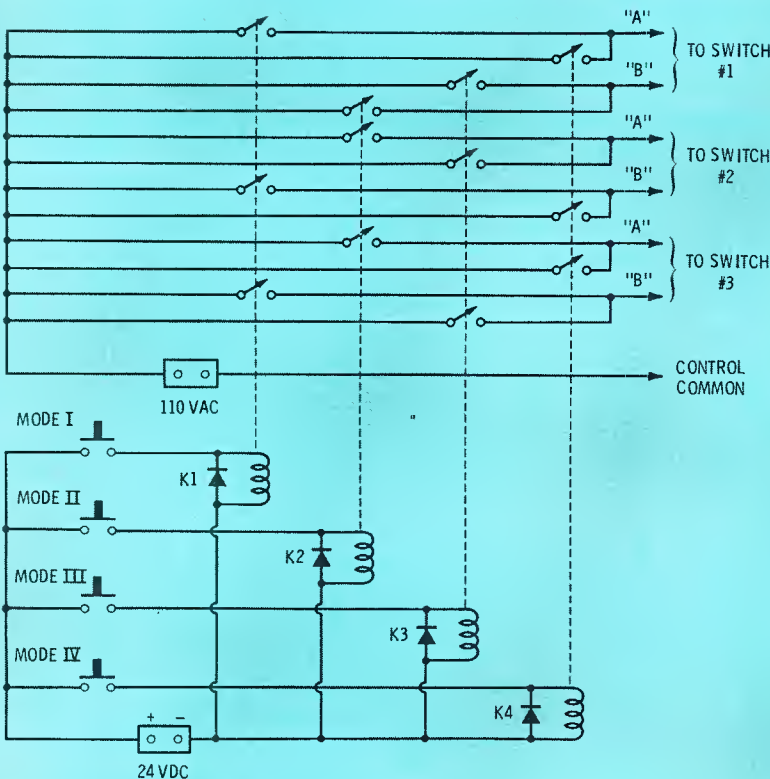 "A"
TO SWITCH
#1
"B"
"A"
TO SWITCH
#2
"B"
"A"
TO SWITCH
#3
"B"
110 VAC
CONTROL
COMMON
MODE I
K1
MODE II
K2
MODE III
K3
MODE IV
K4
+ -
24 VDC